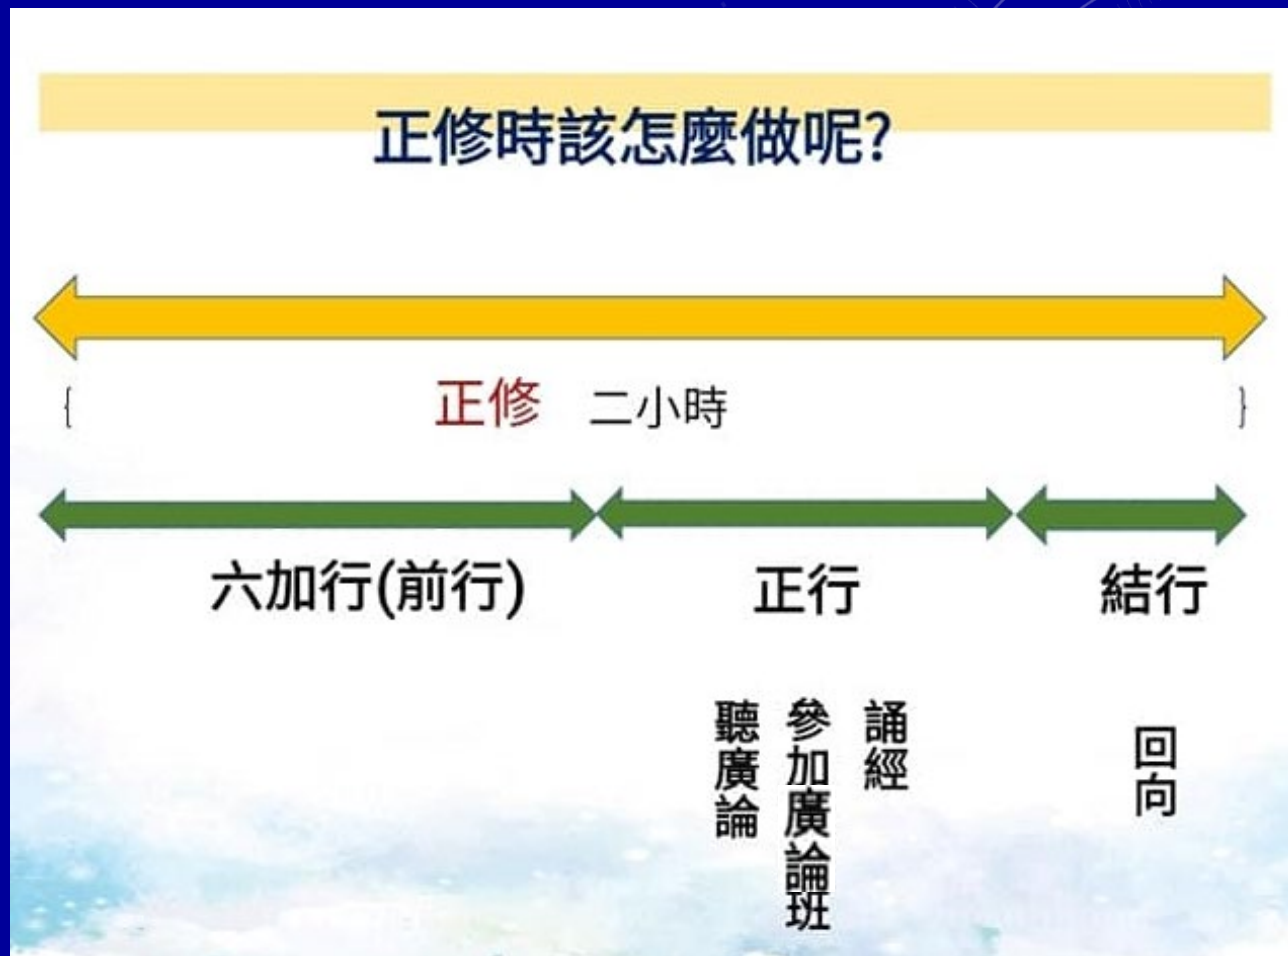 正修時該怎麼做呢?
{ 正修 二小時 }
六加行(前行)
正行
結行
誦經
參加廣論班
聽廣論
回向